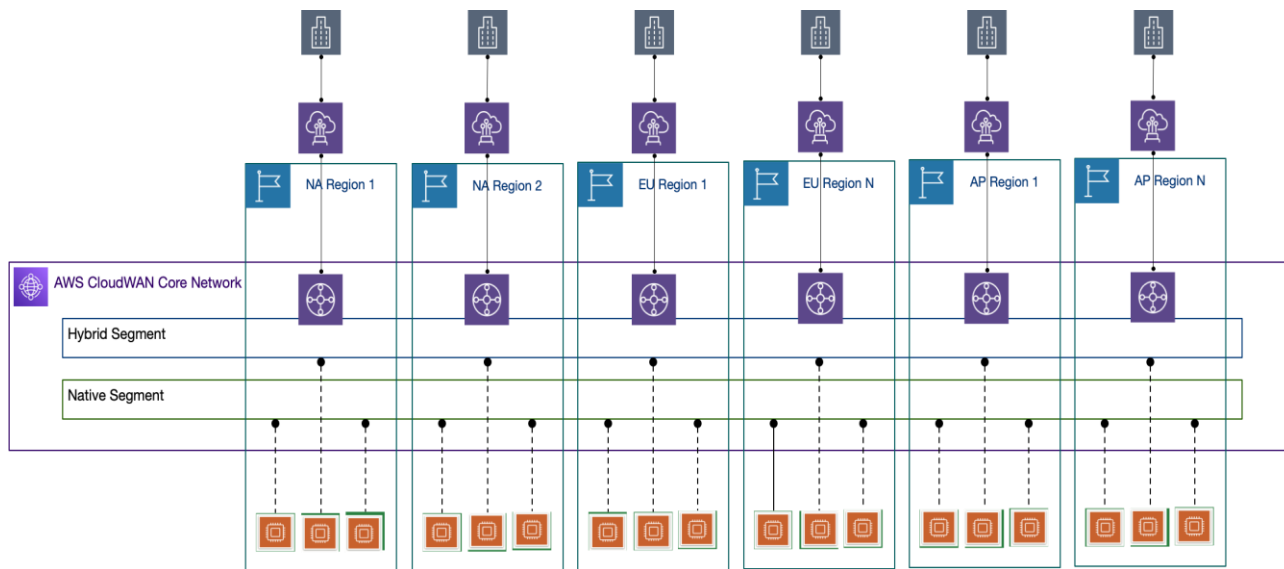 NA Region 1
NA Region 2
EU Region 1
EU Region N
AP Region 1
AP Region N
AWS CloudWAN Core Network
Hybrid Segment
Native Segment